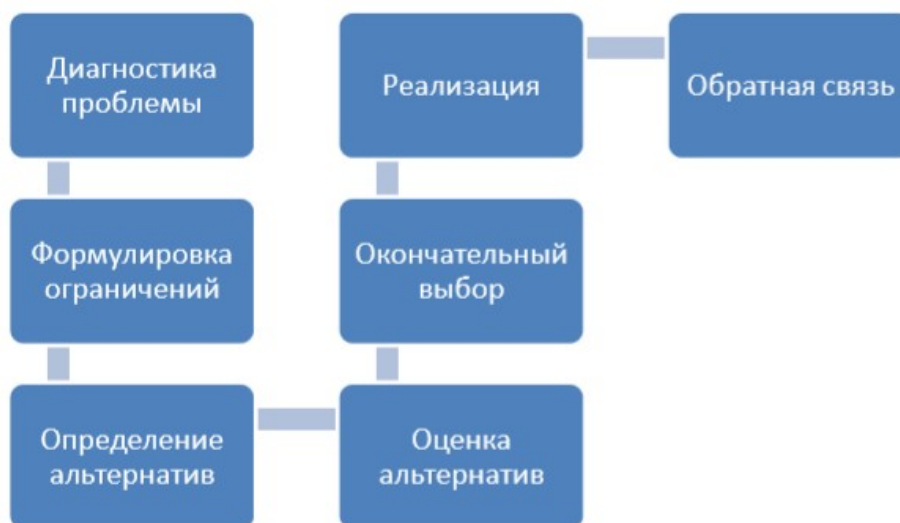 Диагностика
проблемы
Формулировка
ограничений
Определение
альтернатив
Оценка
альтернатив
Окончательный
выбор
Реализация
Обратная связь